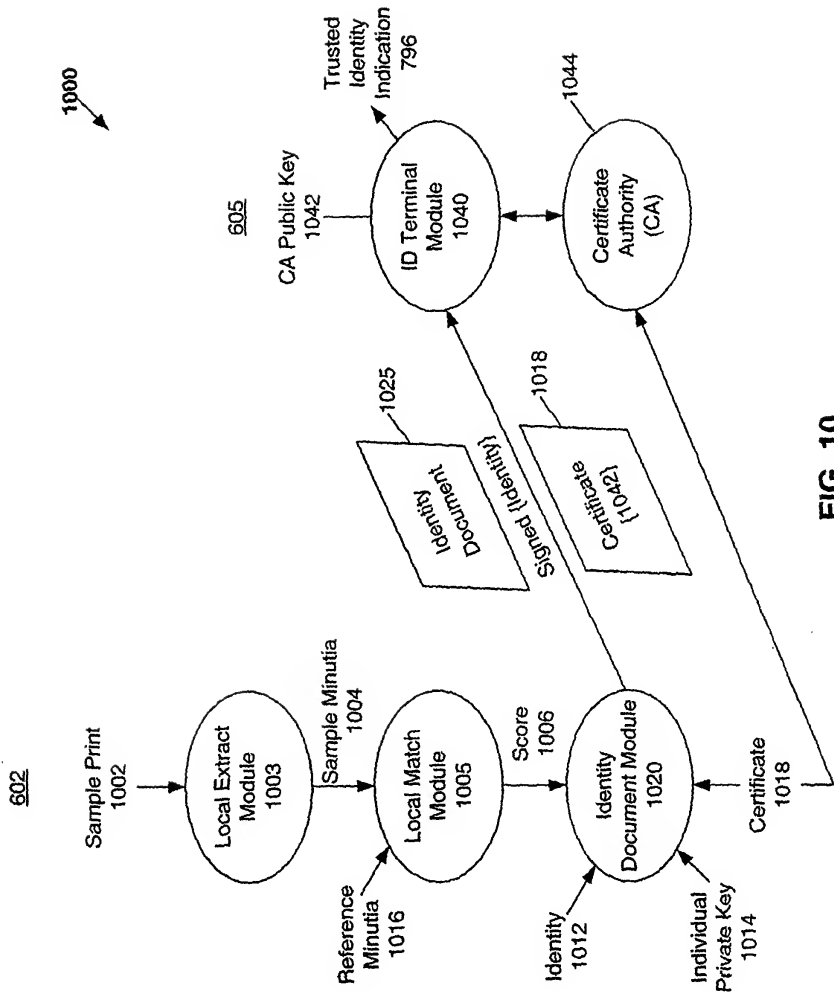 1000
602
605
Sample Print
1002
Local Extract
Module
1003
Sample Minutia
1004
Reference
Minutia
1016
Local Match
Module
1005
Score
1006
Identity
1012
Identity
Document Module
1020
Individual
Private Key
1014
Certificate
1018
Identity
Document
1025
Signed {Identity}
Certificate
{1042}
1018
CA Public Key
1042
ID Terminal
Module
1040
Trusted
Identity
Indication
796
Certificate
Authority
(CA)
1044
FIG. 10